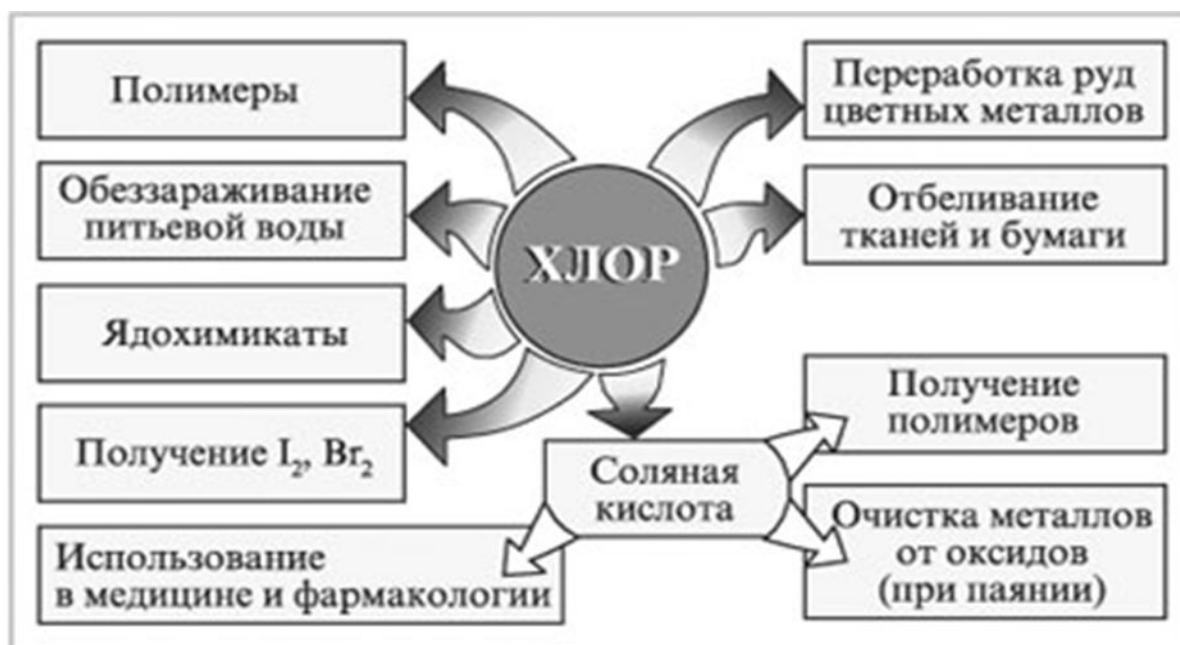 Полимеры
Обеззараживание
питьевой воды
Ядохимикаты
Получение I₂, Br₂
ХЛОР
Переработка руд
цветных металлов
Отбеливание
тканей и бумаги
Соляная
кислота
Получение
полимеров
Очистка металлов
от оксидов
(при паянии)
Использование
в медицине и фармакологии